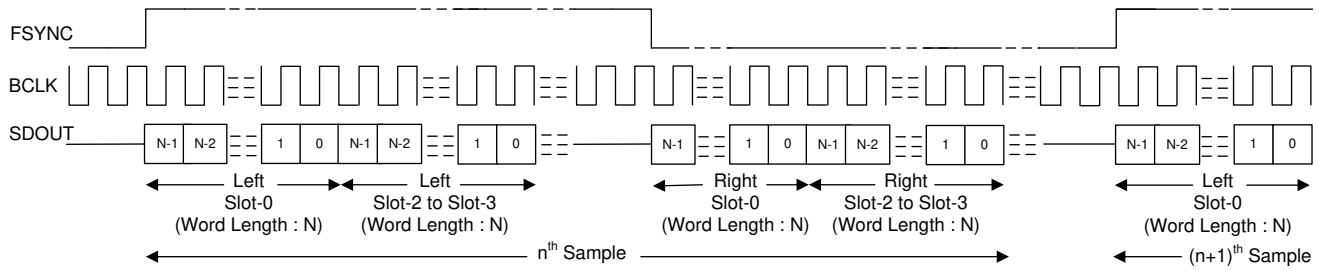 FSYNC
BCLK
SDOUT
N-1 N-2 1 0 N-1 N-2 1 0 N-1 1 0 N-1 N-2 1 0 N-1 N-2 1 0
Left Left Right Right Left
Slot-0 Slot-2 to Slot-3 Slot-0 Slot-2 to Slot-3 Slot-0
(Word Length : N) (Word Length : N) (Word Length : N) (Word Length : N) (Word Length : N)
nth Sample (n+1)th Sample